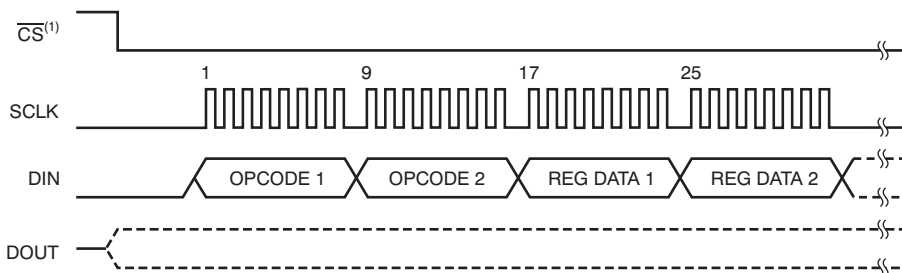 CS(1)
1 9 17 25
SCLK
DIN OPCODE 1 OPCODE 2 REG DATA 1 REG DATA 2
DOUT